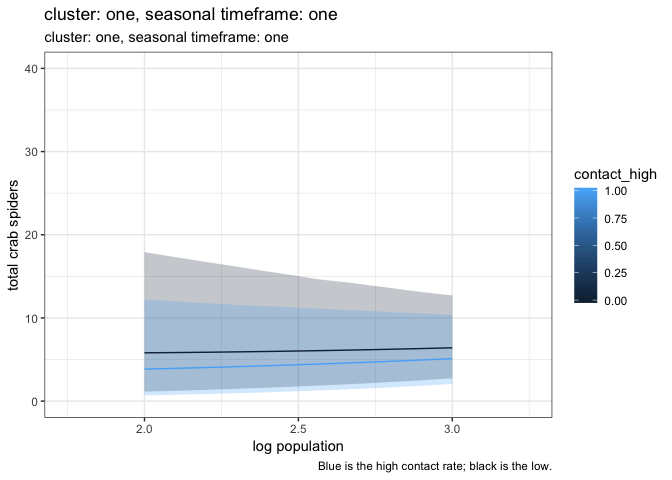 cluster: one, seasonal timeframe: one
cluster: one, seasonal timeframe: one
40
30
20
10
0
total crab spiders
2.0
2.5
3.0
log population
contact_high
1.00
0.75
0.50
0.25
0.00
Blue is the high contact rate; black is the low.